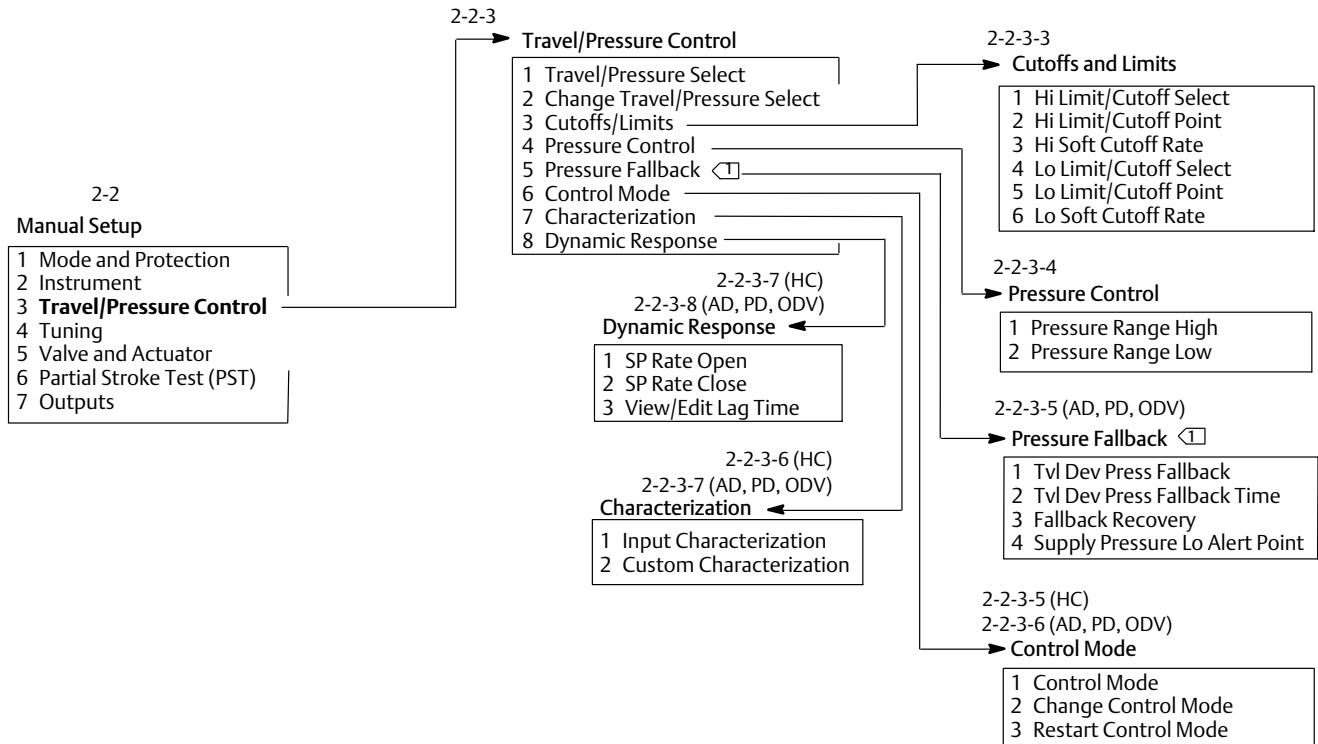 2-2
Manual Setup
1 Mode and Protection
2 Instrument
3 Travel/Pressure Control
4 Tuning
5 Valve and Actuator
6 Partial Stroke Test (PST)
7 Outputs
2-2-3
Travel/Pressure Control
1 Travel/Pressure Select
2 Change Travel/Pressure Select
3 Cutoffs/Limits
4 Pressure Control
5 Pressure Fallback 1
6 Control Mode
7 Characterization
8 Dynamic Response
2-2-3-7 (HC)
2-2-3-8 (AD, PD, ODV)
Dynamic Response
1 SP Rate Open
2 SP Rate Close
3 View/Edit Lag Time
2-2-3-6 (HC)
2-2-3-7 (AD, PD, ODV)
Characterization
1 Input Characterization
2 Custom Characterization
2-2-3-3
Cutoffs and Limits
1 Hi Limit/Cutoff Select
2 Hi Limit/Cutoff Point
3 Hi Soft Cutoff Rate
4 Lo Limit/Cutoff Select
5 Lo Limit/Cutoff Point
6 Lo Soft Cutoff Rate
2-2-3-4
Pressure Control
1 Pressure Range High
2 Pressure Range Low
2-2-3-5 (AD, PD, ODV)
Pressure Fallback 1
1 Tvl Dev Press Fallback
2 Tvl Dev Press Fallback Time
3 Fallback Recovery
4 Supply Pressure Lo Alert Point
2-2-3-5 (HC)
2-2-3-6 (AD, PD, ODV)
Control Mode
1 Control Mode
2 Change Control Mode
3 Restart Control Mode